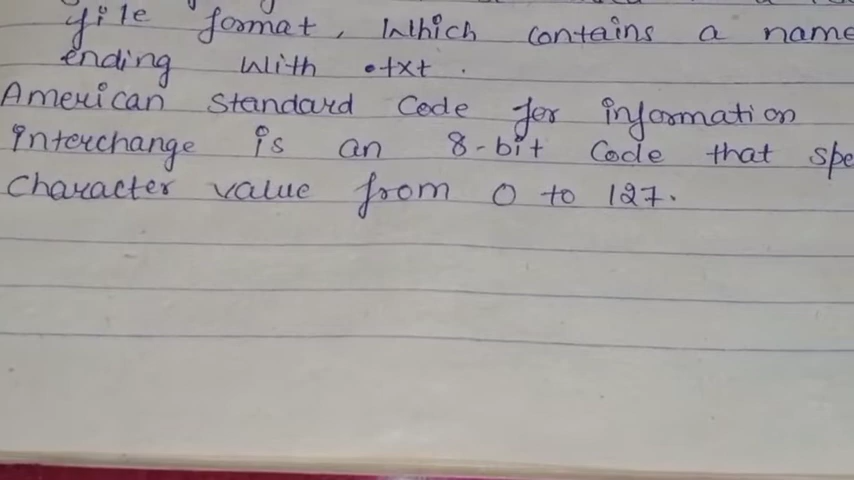 file format, which contains a name
ending with .txt.
American standard Code for information
interchange is an 8-bit Code that spe
Character value from 0 to 127.